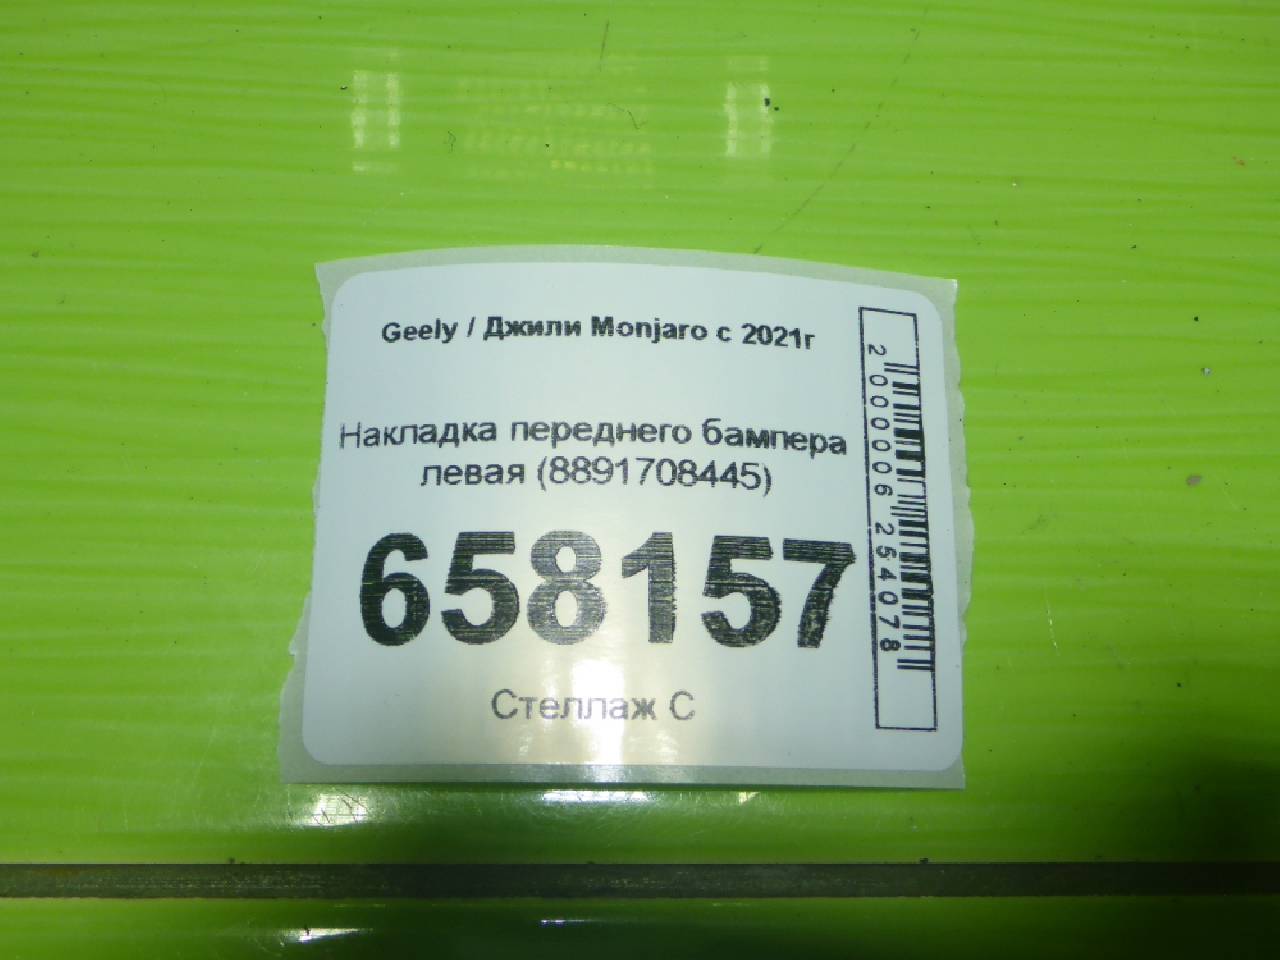 Geely / Джили Monjaro с 2021г
Накладка переднего бампера
левая (8891708445)
658157
Стеллаж С
2000006254078